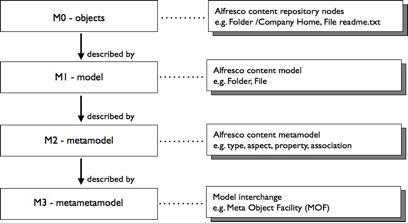 M0 - objects
Alfresco content repository nodes
e.g. Folder /Company Home, File readme.txt
described by
M1 - model
Alfresco content model
e.g. Folder, File
described by
M2 - metamodel
Alfresco content metamodel
e.g. type, aspect, property, association
described by
M3 - metametamodel
Model interchange
e.g. Meta Object Facility (MOF)